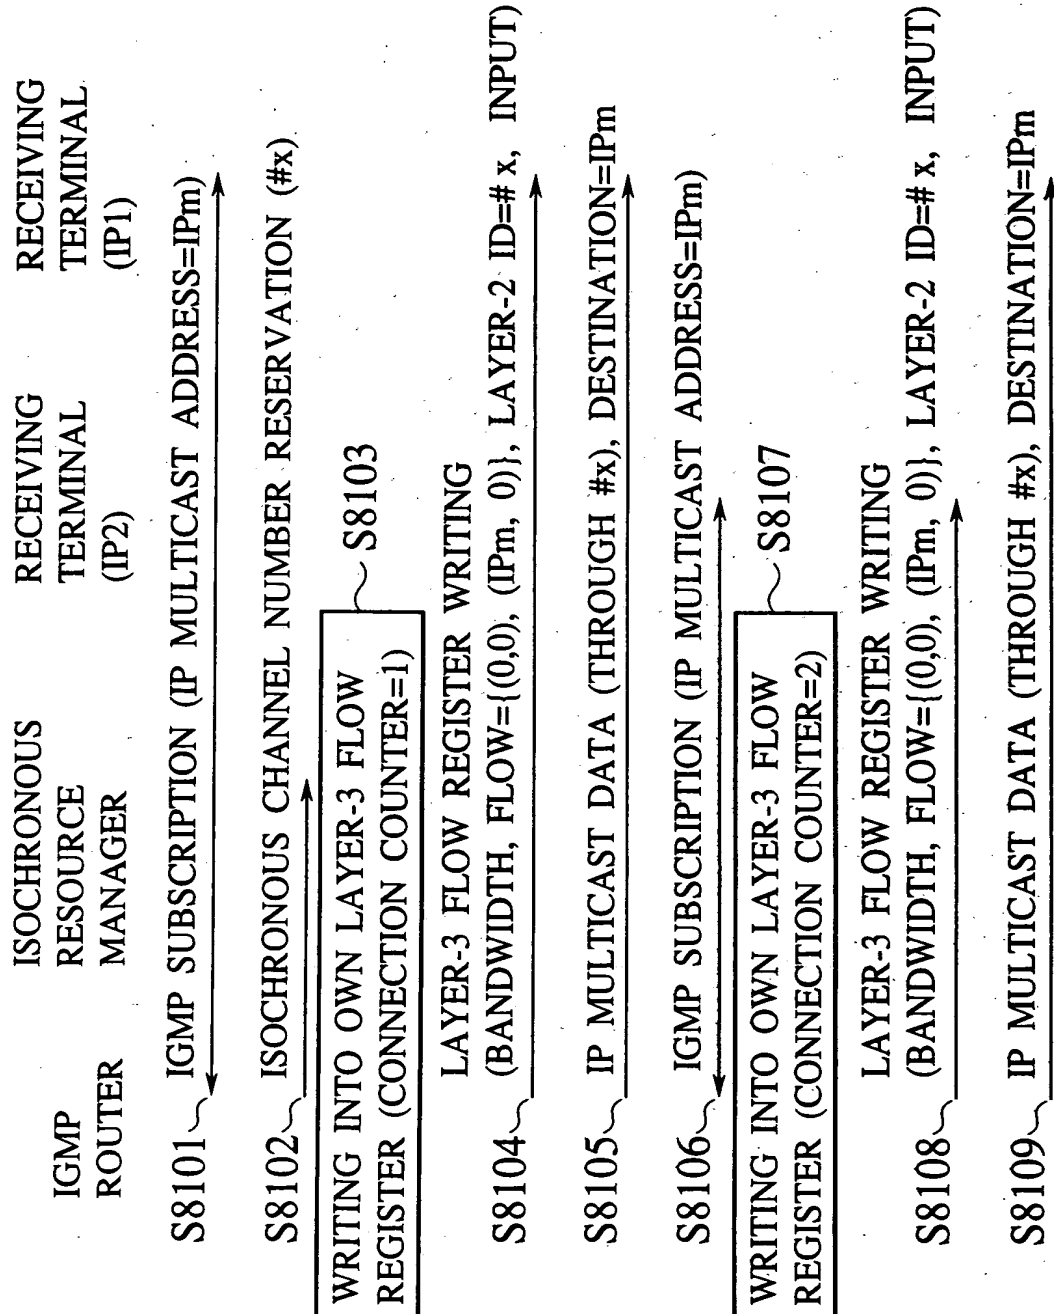 IGMP
ROUTER
ISOCHRONOUS
RESOURCE
MANAGER
RECEIVING
TERMINAL
(IP2)
RECEIVING
TERMINAL
(IP1)
S8101
IGMP SUBSCRIPTION (IP MULTICAST ADDRESS=IPm)
S8102
ISOCHRONOUS CHANNEL NUMBER RESERVATION (#x)
WRITING INTO OWN LAYER-3 FLOW
REGISTER (CONNECTION COUNTER=1)
S8103
LAYER-3 FLOW REGISTER WRITING
(BANDWIDTH, FLOW={(0,0), (IPm, 0)}, LAYER-2 ID=# x, INPUT)
S8104
IP MULTICAST DATA (THROUGH #x), DESTINATION=IPm
S8105
IGMP SUBSCRIPTION (IP MULTICAST ADDRESS=IPm)
S8106
WRITING INTO OWN LAYER-3 FLOW
REGISTER (CONNECTION COUNTER=2)
S8107
LAYER-3 FLOW REGISTER WRITING
(BANDWIDTH, FLOW={(0,0), (IPm, 0)}, LAYER-2 ID=# x, INPUT)
S8108
IP MULTICAST DATA (THROUGH #x), DESTINATION=IPm
S8109